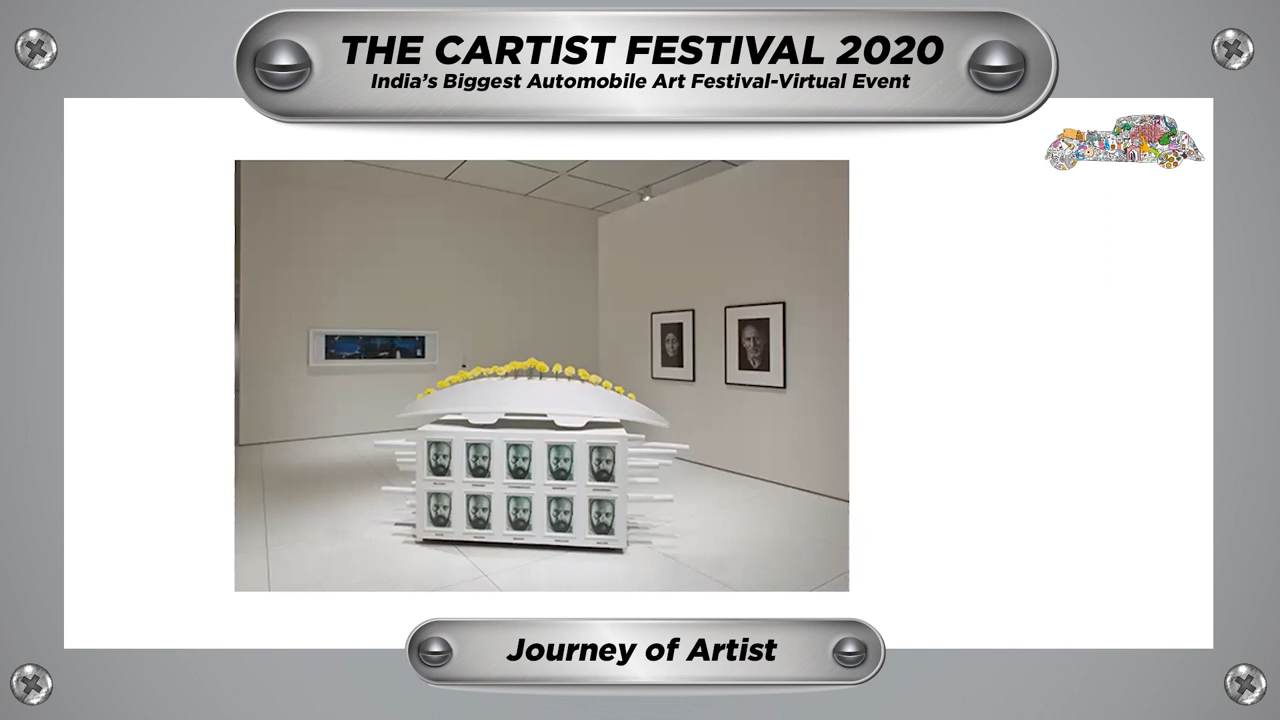 THE CARTIST FESTIVAL 2020
India's Biggest Automobile Art Festival-Virtual Event
Journey of Artist